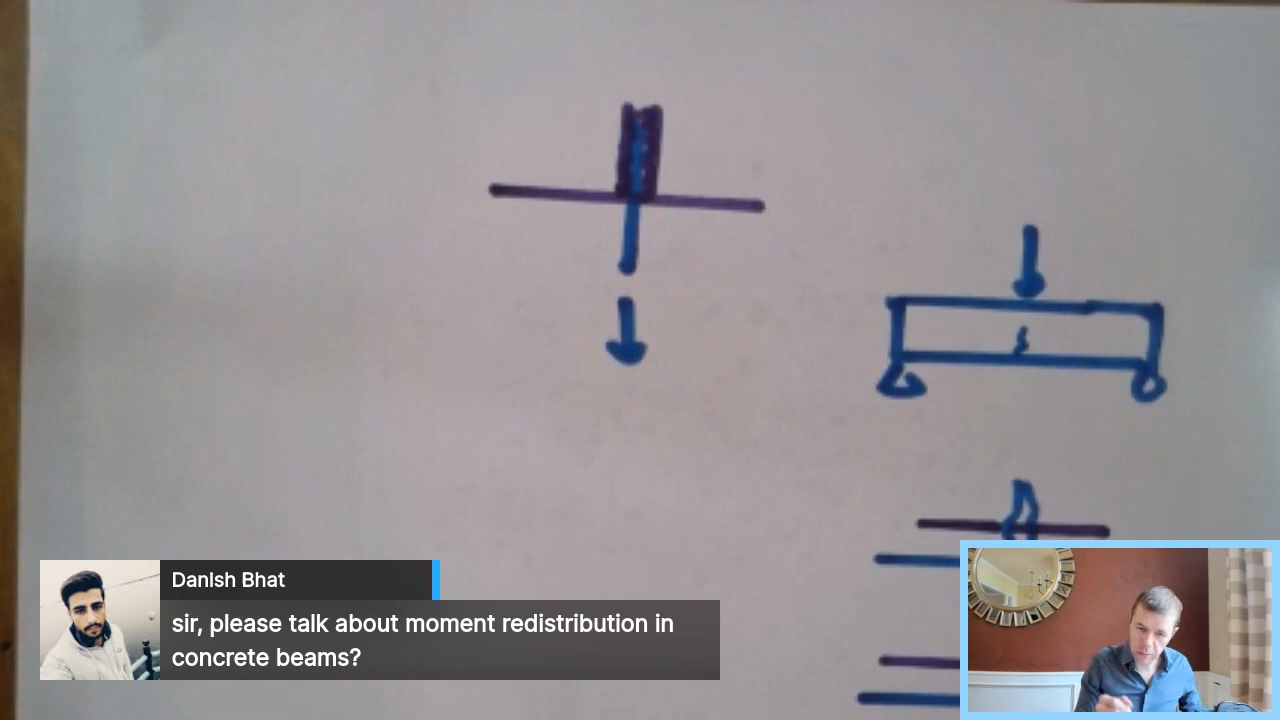 Danish Bhat
sir, please talk about moment redistribution in
concrete beams?